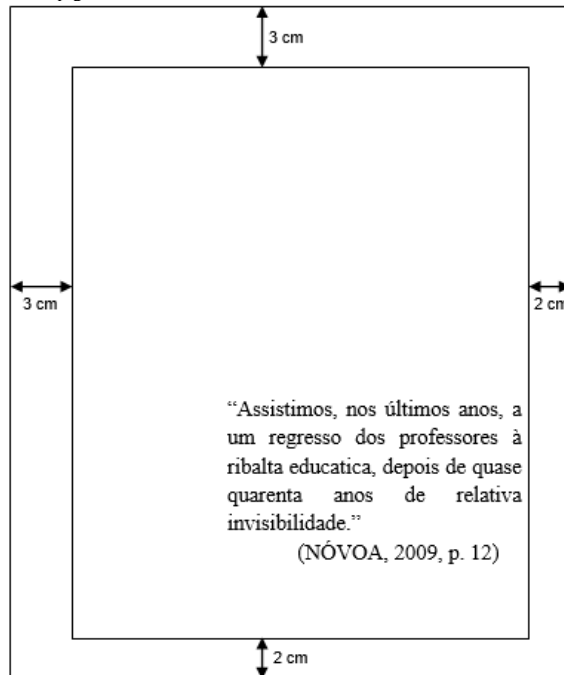 3 cm
3 cm
2 cm
“Assistimos, nos últimos anos, a
um regresso dos professores à
ribalta educatica, depois de quase
quarenta anos de relativa
invisibilidade.”
(NÓVOA, 2009, p. 12)
2 cm